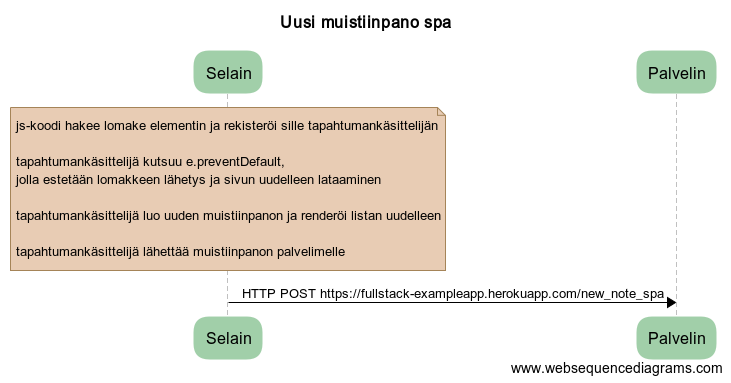 Uusi muistiinpano spa
Selain
Palvelin
js-koodi hakee lomake elementin ja rekisteröi sille tapahtumankäsittelijän
tapahtumankäsittelijä kutsuu e.preventDefault,
jolla estetään lomakkeen lähetys ja sivun uudelleen lataaminen
tapahtumankäsittelijä luo uuden muistiinpanon ja renderöi listan uudelleen
tapahtumankäsittelijä lähettää muistiinpanon palvelimelle
HTTP POST https://fullstack-exampleapp.herokuapp.com/new_note_spa
Selain
Palvelin
www.websequencediagrams.com